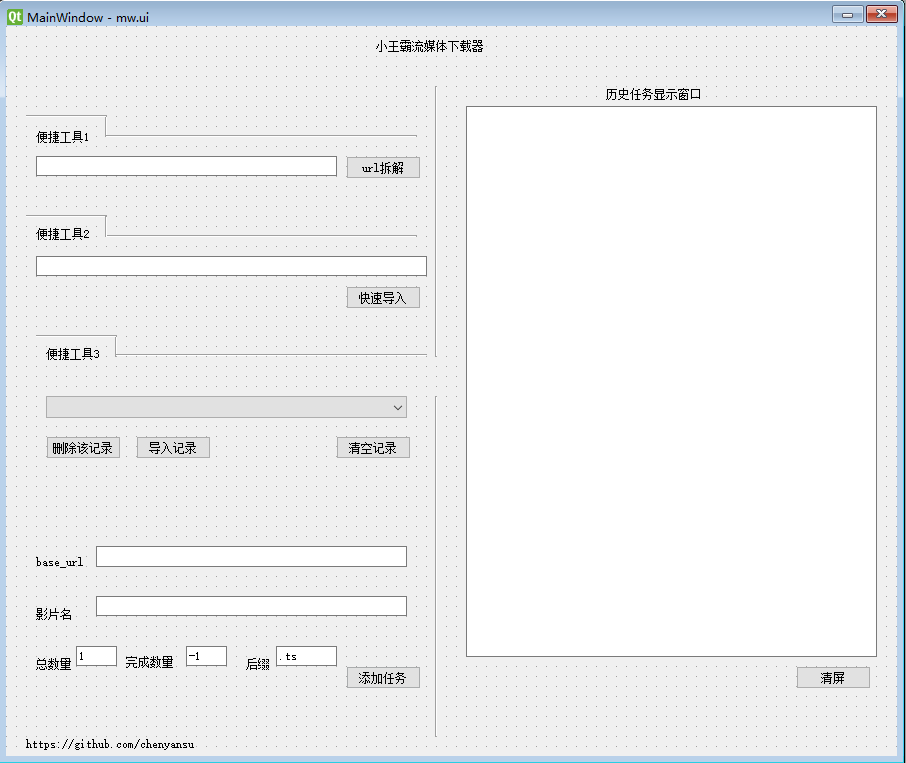 MainWindow - mw.ui
小王霸流媒体下载器
历史任务显示窗口
便捷工具1
url拆解
便捷工具2
快速导入
便捷工具3
删除该记录 导入记录 清空记录
base_url
影片名
总数量 1 完成数量 -1 后缀 .ts
添加任务
清屏
https://github.com/chenyansu